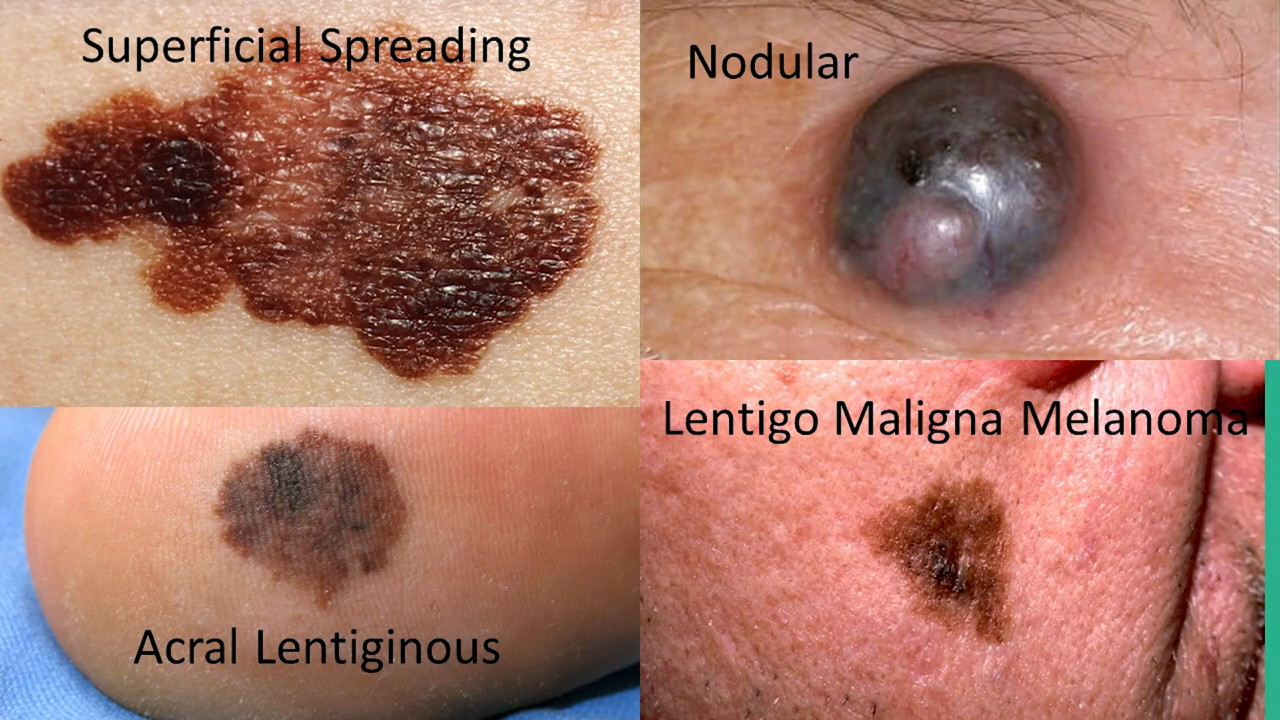 Superficial Spreading
Nodular
Acral Lentiginous
Lentigo Maligna Melanoma